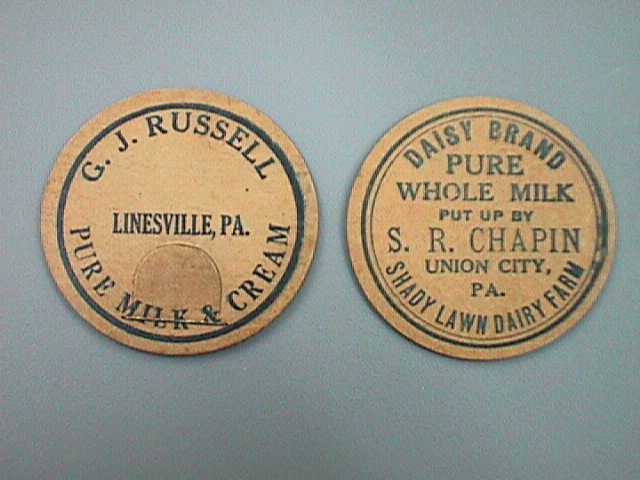 G. J. RUSSELL
LINESVILLE, PA.
PURE MILK & CREAM
DAISY BRAND
PURE
WHOLE MILK
PUT UP BY
S. R. CHAPIN
UNION CITY,
PA.
SHADY LAWN DAIRY FARM